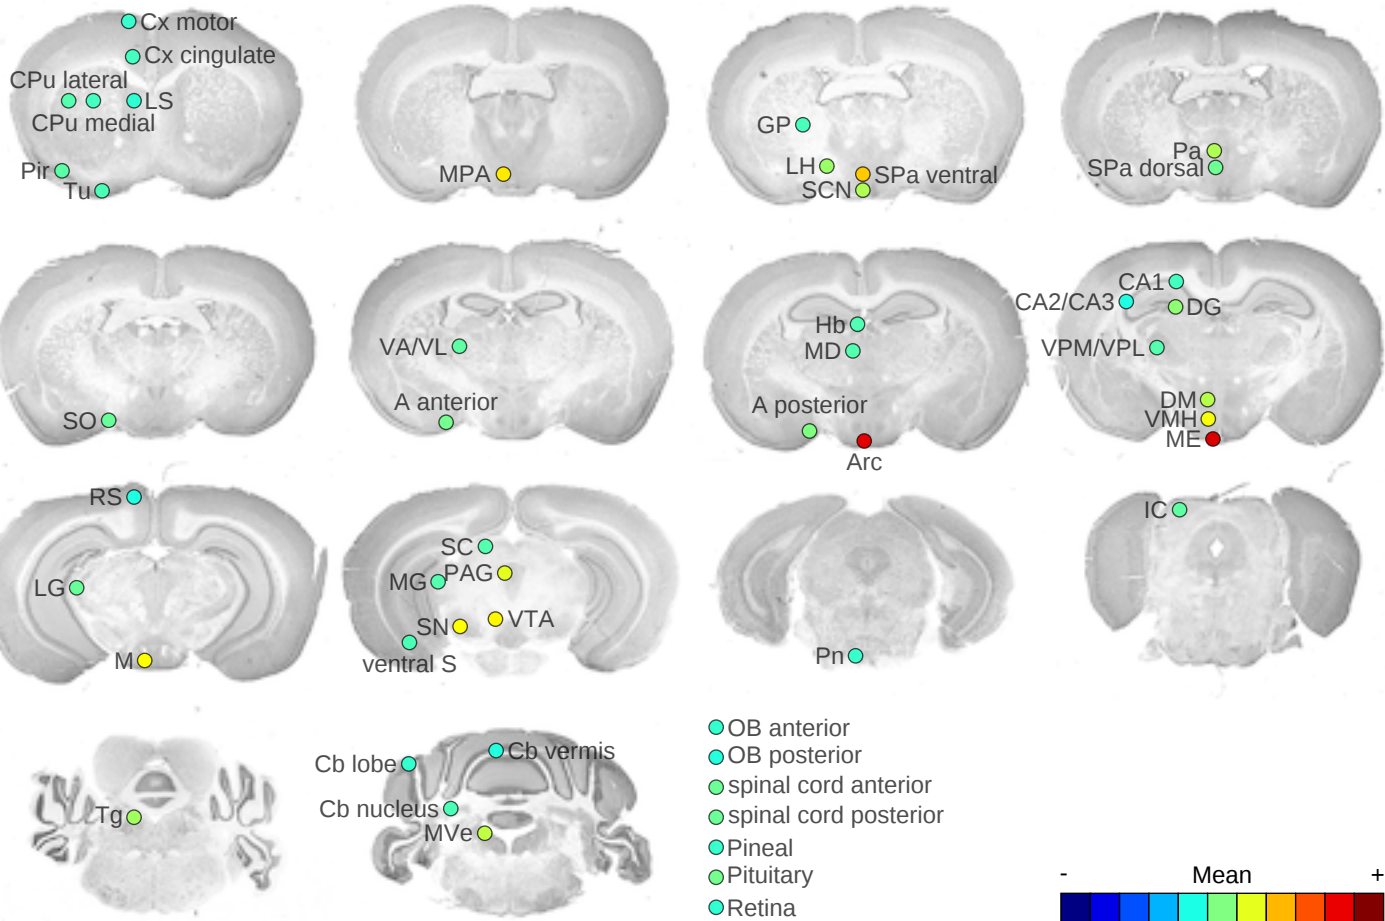 Cx motor
Cx cingulate
CPu lateral
LS
CPu medial
Pir
Tu
MPA
GP
LH
SPa ventral
SCN
Pa
SPa dorsal
SO
VA/VL
A anterior
Hb
MD
A posterior
Arc
CA1
CA2/CA3
DG
VPM/VPL
DM
VMH
ME
RS
LG
M
SC
MG
PAG
SN
VTA
ventral S
Pn
IC
Tg
Cb lobe
Cb vermis
Cb nucleus
MVe
OB anterior
OB posterior
spinal cord anterior
spinal cord posterior
Pineal
Pituitary
Retina
- Mean +